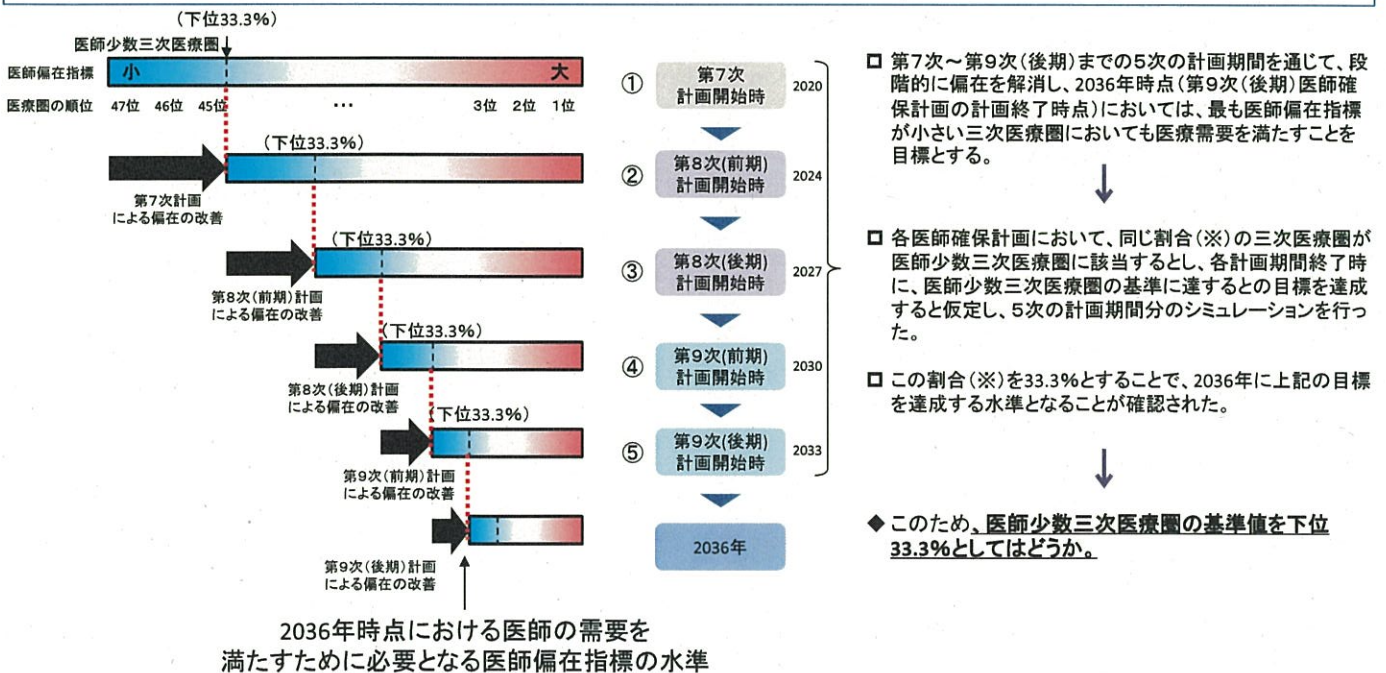 (下位33.3%)
医師少数三次医療圏
医師偏在指標
小
大
医療圏の順位
47位 46位 45位 … 3位 2位 1位
(下位33.3%)
第7次計画
による偏在の改善
(下位33.3%)
第8次(前期)計画
による偏在の改善
(下位33.3%)
第8次(後期)計画
による偏在の改善
(下位33.3%)
第9次(前期)計画
による偏在の改善
第9次(後期)計画
による偏在の改善
2036年時点における医師の需要を
満たすために必要となる医師偏在指標の水準
① 第7次
計画開始時
2020
② 第8次(前期)
計画開始時
2024
③ 第8次(後期)
計画開始時
2027
④ 第9次(前期)
計画開始時
2030
⑤ 第9次(後期)
計画開始時
2033
2036年
第7次~第9次(後期)までの5次の計画期間を通じて、段
階的に偏在を解消し、2036年時点(第9次(後期)医師確
保計画の計画終了時点)においては、最も医師偏在指標
が小さい三次医療圏においても医療需要を満たすことを
目標とする。
各医師確保計画において、同じ割合(※)の三次医療圏が
医師少数三次医療圏に該当するとし、各計画期間終了時
に、医師少数三次医療圏の基準に達するとの目標を達成
すると仮定し、5次の計画期間分のシミュレーションを行っ
た。
この割合(※)を33.3%とすることで、2036年に上記の目標
を達成する水準となることが確認された。
◆このため、医師少数三次医療圏の基準値を下位
33.3%としてはどうか。